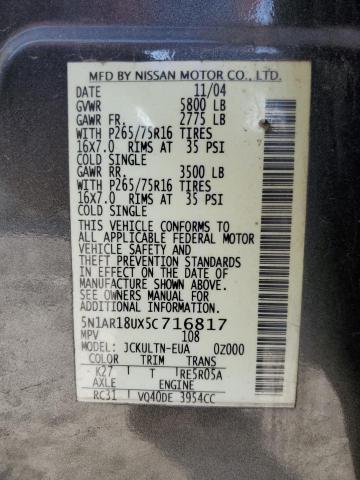 MFD BY NISSAN MOTOR CO., LTD.
DATE 11/04
GVWR 5800 LB
GAWR FR. 2775 LB
WITH P265/75R16 TIRES
16X7.0 RIMS AT 35 PSI
COLD SINGLE
GAWR RR. 3500 LB
WITH P265/75R16 TIRES
16X7.0 RIMS AT 35 PSI
COLD SINGLE
THIS VEHICLE CONFORMS TO
ALL APPLICABLE FEDERAL MOTOR
VEHICLE SAFETY AND
THEFT PREVENTION STANDARDS
IN EFFECT ON THE DATE OF
MANUFACTURE SHOWN ABOVE.
SEE OWNERS MANUAL FOR
ADDITIONAL INFORMATION.
5N1AR18UX5C716817
MPV 108
MODEL: JCKULTN-EUA 0Z000
COLOR TRIM TRANS
K27 T RE5R05A
AXLE ENGINE
RC31 VQ40DE 3954CC